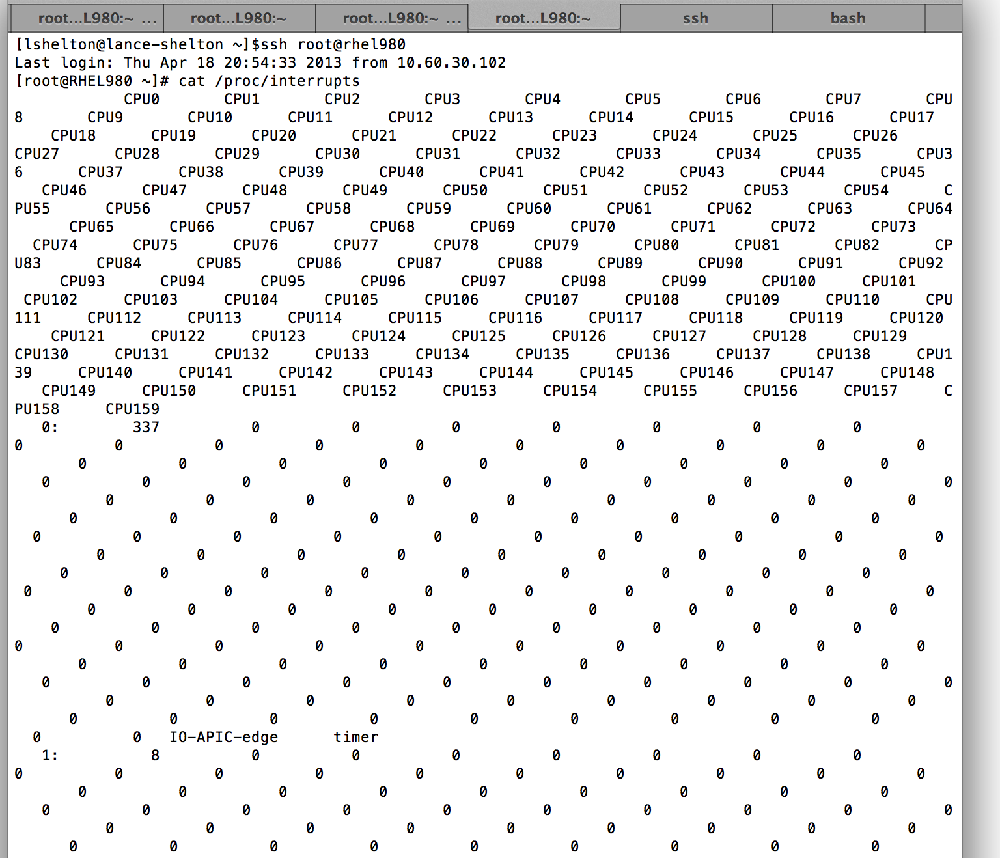 root...L980:~ ... root...L980:~ root...L980:~ ... root...L980:~ ssh bash
[lshelton@lance-shelton ~]$ssh root@rhel980
Last login: Thu Apr 18 20:54:33 2013 from 10.60.30.102
[root@RHEL980 ~]# cat /proc/interrupts
CPU0 CPU1 CPU2 CPU3 CPU4 CPU5 CPU6 CPU7 CPU
8 CPU9 CPU10 CPU11 CPU12 CPU13 CPU14 CPU15 CPU16 CPU17
CPU18 CPU19 CPU20 CPU21 CPU22 CPU23 CPU24 CPU25 CPU26
CPU27 CPU28 CPU29 CPU30 CPU31 CPU32 CPU33 CPU34 CPU35 CPU3
6 CPU37 CPU38 CPU39 CPU40 CPU41 CPU42 CPU43 CPU44 CPU45
CPU46 CPU47 CPU48 CPU49 CPU50 CPU51 CPU52 CPU53 CPU54 C
PU55 CPU56 CPU57 CPU58 CPU59 CPU60 CPU61 CPU62 CPU63 CPU64
CPU65 CPU66 CPU67 CPU68 CPU69 CPU70 CPU71 CPU72 CPU73
CPU74 CPU75 CPU76 CPU77 CPU78 CPU79 CPU80 CPU81 CPU82 CP
U83 CPU84 CPU85 CPU86 CPU87 CPU88 CPU89 CPU90 CPU91 CPU92
CPU93 CPU94 CPU95 CPU96 CPU97 CPU98 CPU99 CPU100 CPU101
CPU102 CPU103 CPU104 CPU105 CPU106 CPU107 CPU108 CPU109 CPU110 CPU
111 CPU112 CPU113 CPU114 CPU115 CPU116 CPU117 CPU118 CPU119 CPU120
CPU121 CPU122 CPU123 CPU124 CPU125 CPU126 CPU127 CPU128 CPU129
CPU130 CPU131 CPU132 CPU133 CPU134 CPU135 CPU136 CPU137 CPU138 CPU1
39 CPU140 CPU141 CPU142 CPU143 CPU144 CPU145 CPU146 CPU147 CPU148
CPU149 CPU150 CPU151 CPU152 CPU153 CPU154 CPU155 CPU156 CPU157 C
PU158 CPU159
0: 337 0 0 0 0 0 0 0
0 0 0 0 0 0 0 0 0 0
0 0 0 0 0 0 0 0 0
0 0 0 0 0 0 0 0 0 0
0 0 0 0 0 0 0 0 0
0 0 0 0 0 0 0 0 0
0 0 0 0 0 0 0 0 0 0
0 0 0 0 0 0 0 0 0
0 0 0 0 0 0 0 0 0
0 0 0 0 0 0 0 0 0 0
0 0 0 0 0 0 0 0 0
0 0 0 0 0 0 0 0 0
0 0 0 0 0 0 0 0 0 0
0 0 0 0 0 0 0 0 0
0 0 0 0 0 0 0 0 0 0
0 0 0 0 0 0 0 0 0
0 0 0 0 0 0 0 0 0
0 0 IO-APIC-edge timer
1: 8 0 0 0 0 0 0 0
0 0 0 0 0 0 0 0 0 0
0 0 0 0 0 0 0 0 0
0 0 0 0 0 0 0 0 0 0
0 0 0 0 0 0 0 0 0
0 0 0 0 0 0 0 0 0